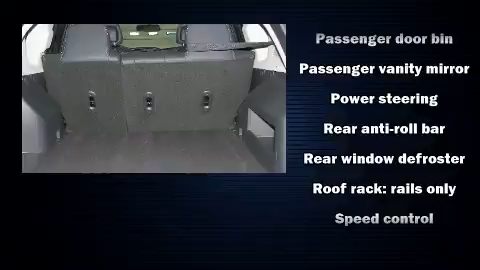 Passenger door bin
Passenger vanity mirror
Power steering
Rear anti-roll bar
Rear window defroster
Roof rack: rails only
Speed control